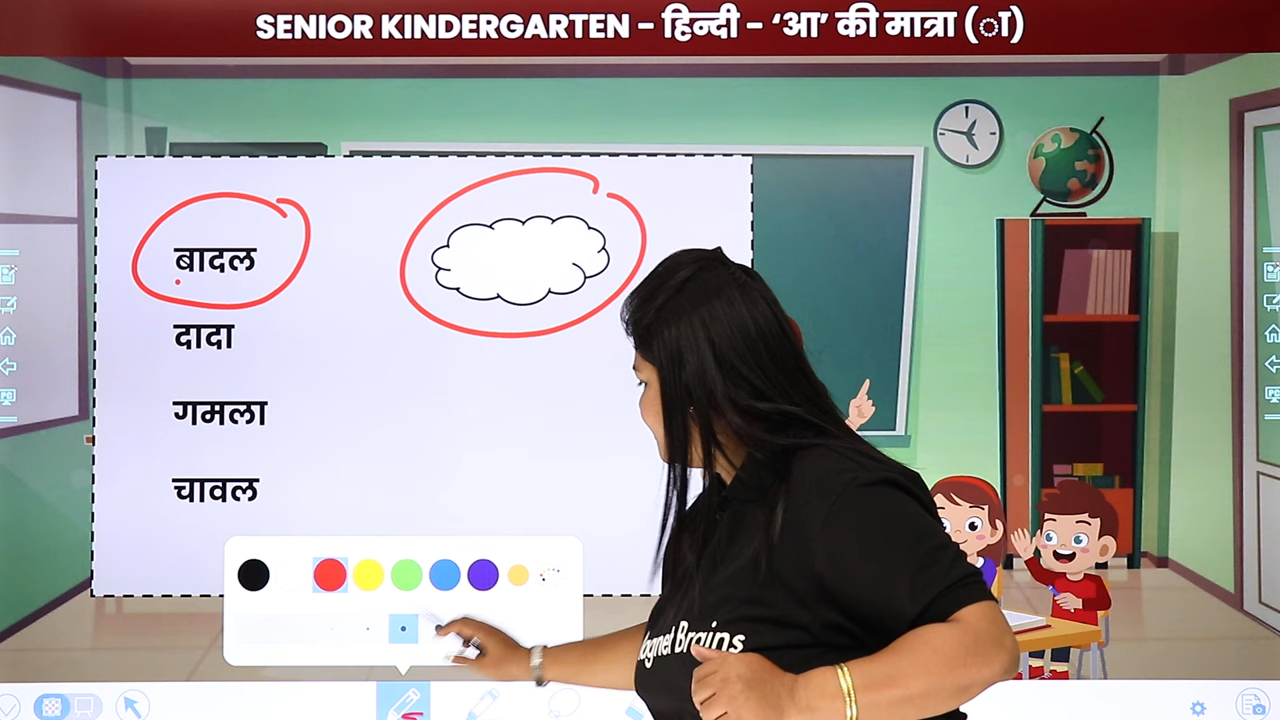 SENIOR KINDERGARTEN - हिन्दी - ‘आ’ की मात्रा (ा)
बादल
दादा
गमला
चावल
Magnet Brains